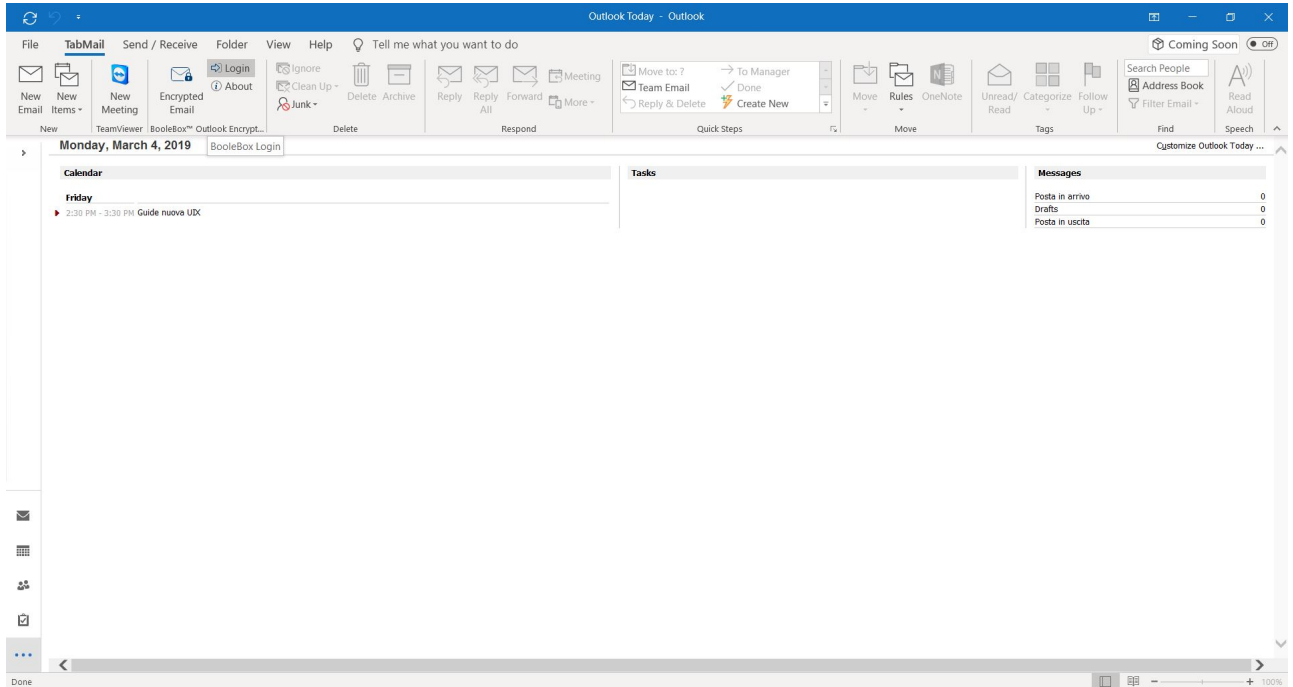 Outlook Today - Outlook
File TabMail Send / Receive Folder View Help Tell me what you want to do Coming Soon Off
New Email
New Items
New Meeting
Encrypted Email
Login
About
Ignore
Clean Up
Junk
Delete
Archive
Reply
Reply All
Forward
Meeting
More
Move to: ?
Team Email
Reply & Delete
To Manager
Done
Create New
Move
Rules
OneNote
Unread/ Read
Categorize
Follow Up
Search People
Address Book
Filter Email
Read Aloud
New TeamViewer BooleBox™ Outlook Encrypt... Delete Respond Quick Steps Move Tags Find Speech
BooleBox Login
Monday, March 4, 2019
Customize Outlook Today ...
Calendar
Friday
2:30 PM - 3:30 PM Guide nuova UIX
Tasks
Messages
Posta in arrivo 0
Drafts 0
Posta in uscita 0
Done
100%